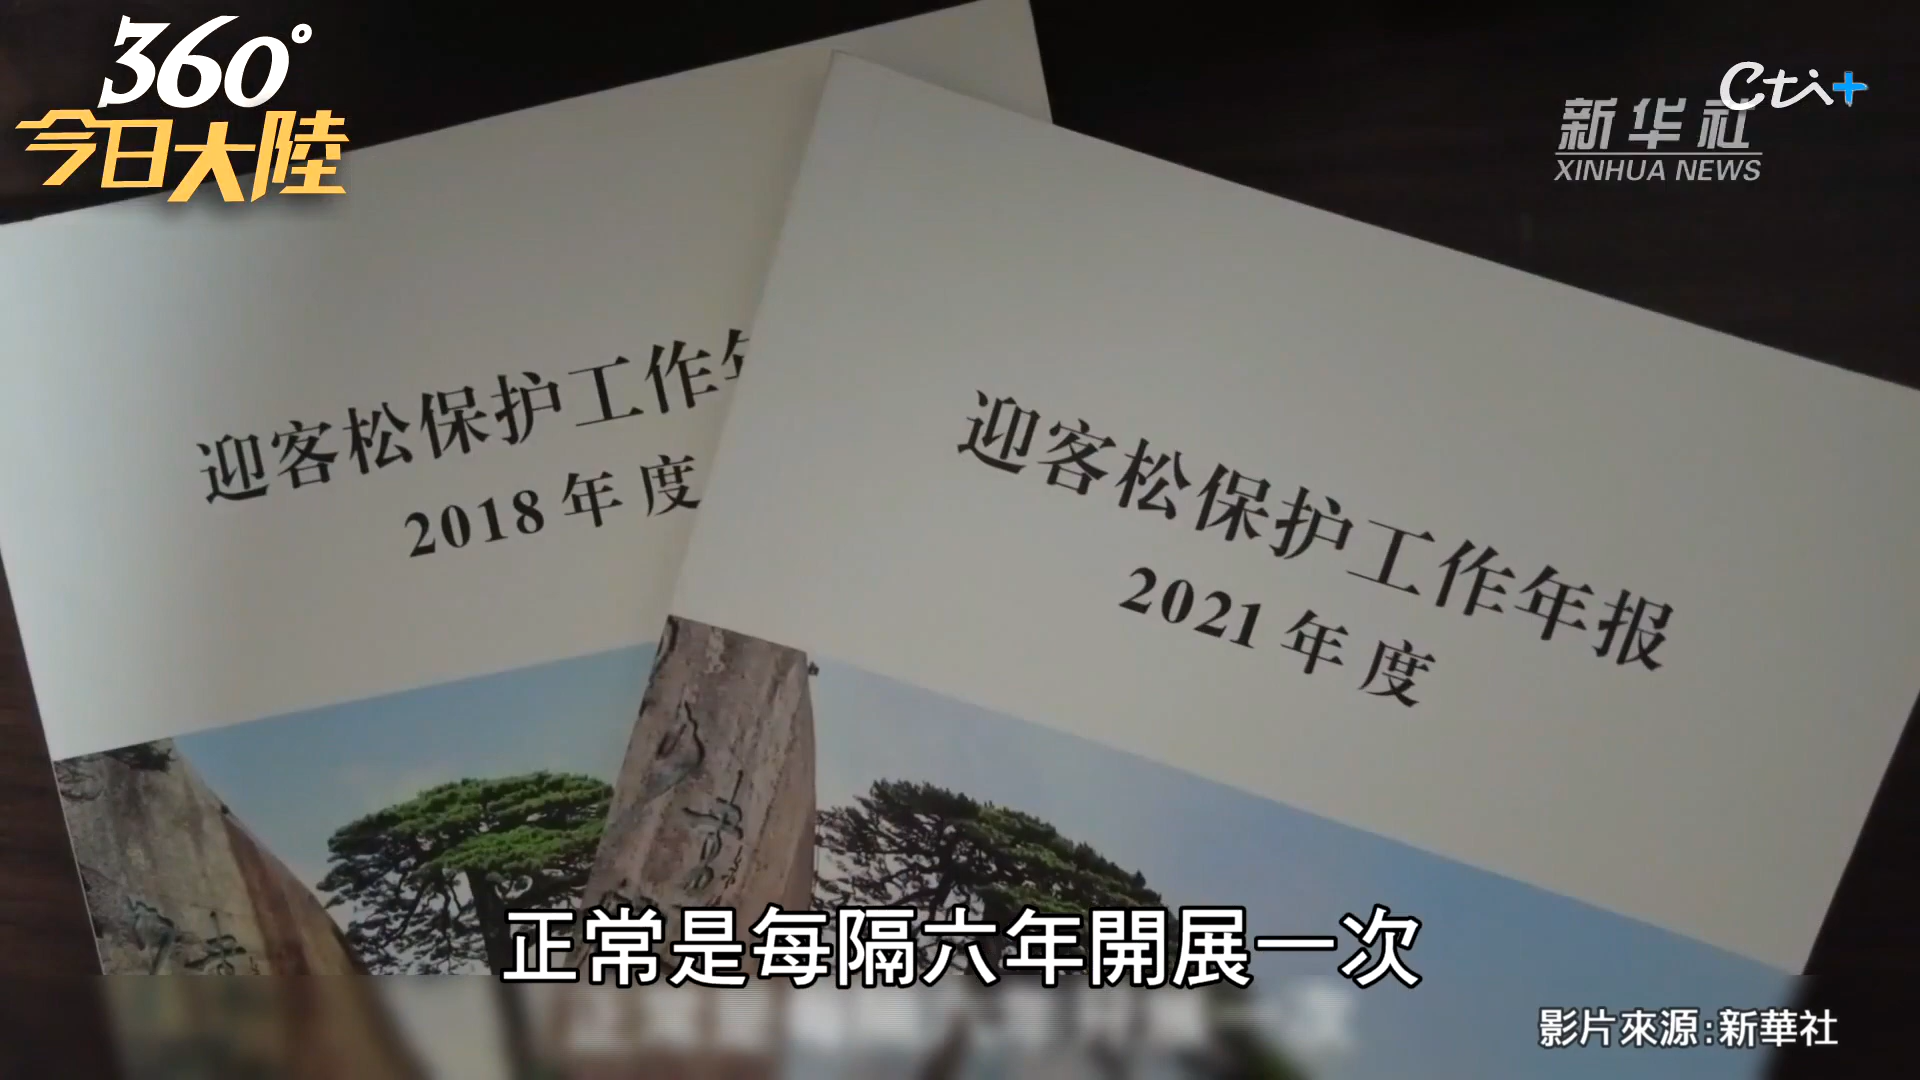 360°
今日大陸
Cti+
新华社
XINHUA NEWS
迎客松保护工作
2018年度
迎客松保护工作年报
2021年度
正常是每隔六年開展一次
影片來源:新華社